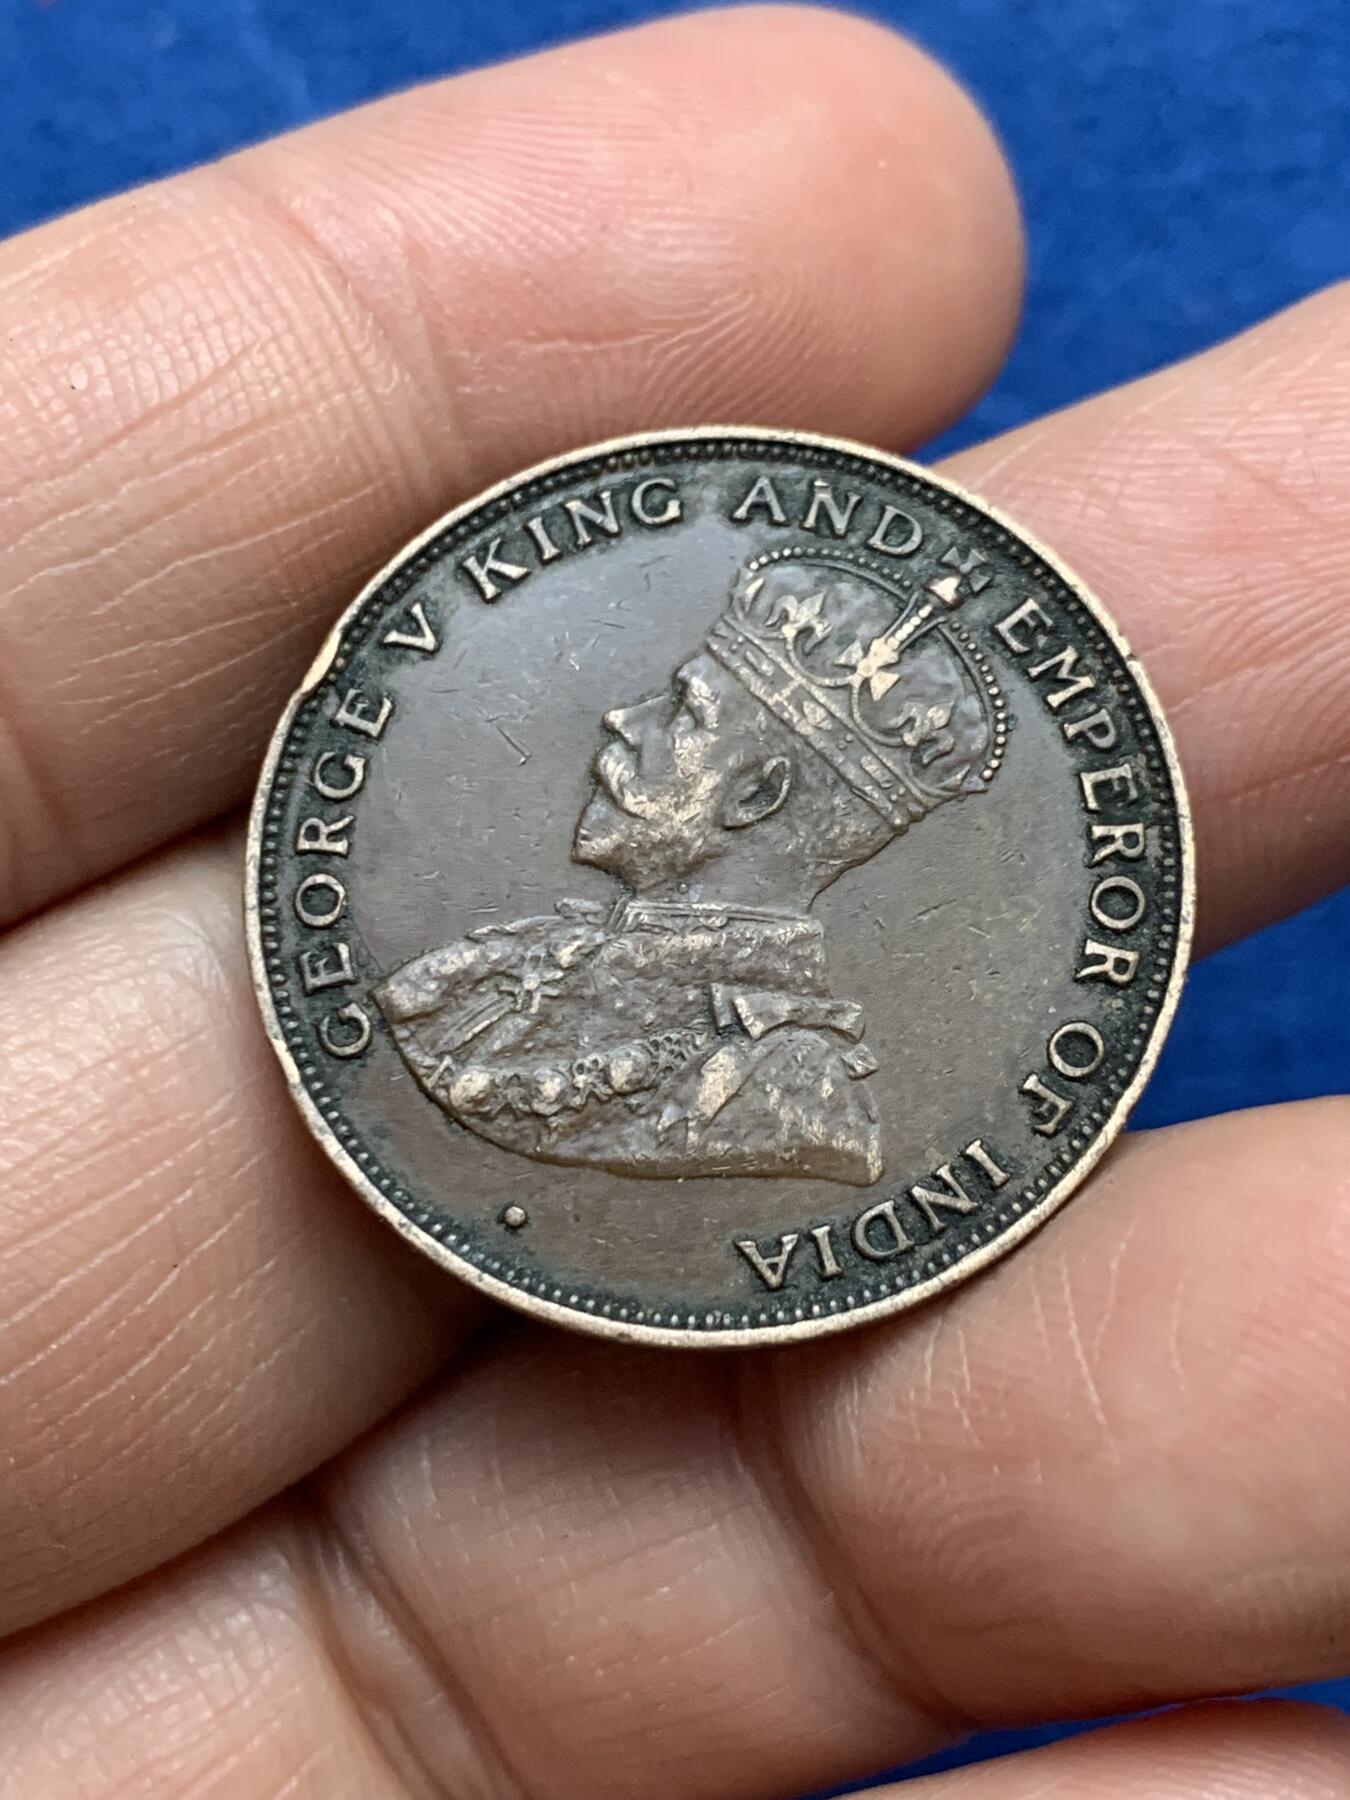 GEORGE V KING AND EMPEROR OF INDIA